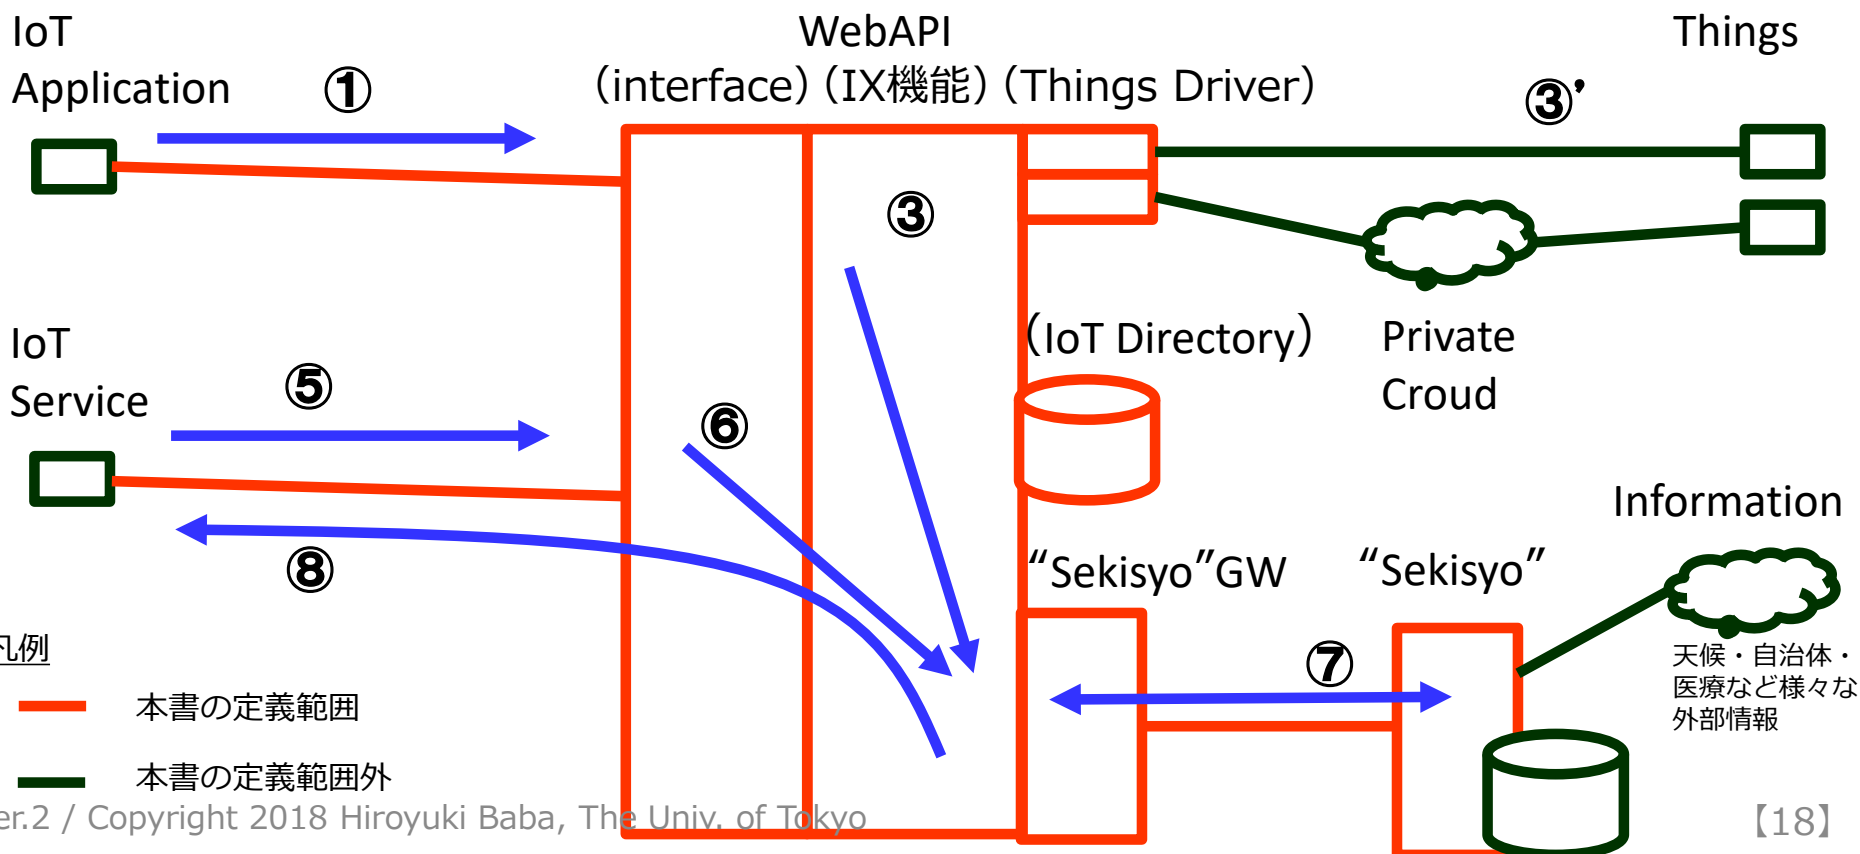 IoT
Application
①
WebAPI
（interface）（IX機能）（Things Driver）
Things
③’
③
IoT
Service
⑤
⑥
（IoT Directory）
Private
Croud
Information
⑧
“Sekisyo”GW
“Sekisyo”
⑦
天候・自治体・
医療など様々な
外部情報
凡例
本書の定義範囲
本書の定義範囲外
er.2 / Copyright 2018 Hiroyuki Baba, The Univ. of Tokyo
【18】